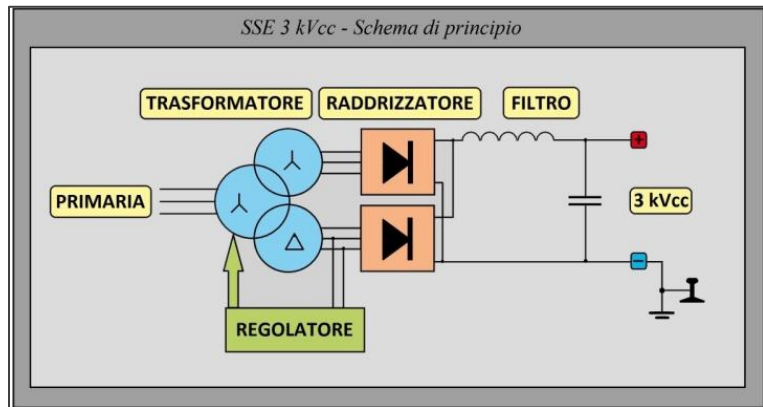 SSE 3 kVcc - Schema di principio
TRASFORMATORE
RADDRIZZATORE
FILTRO
PRIMARIA
+
3 kVcc
-
REGOLATORE